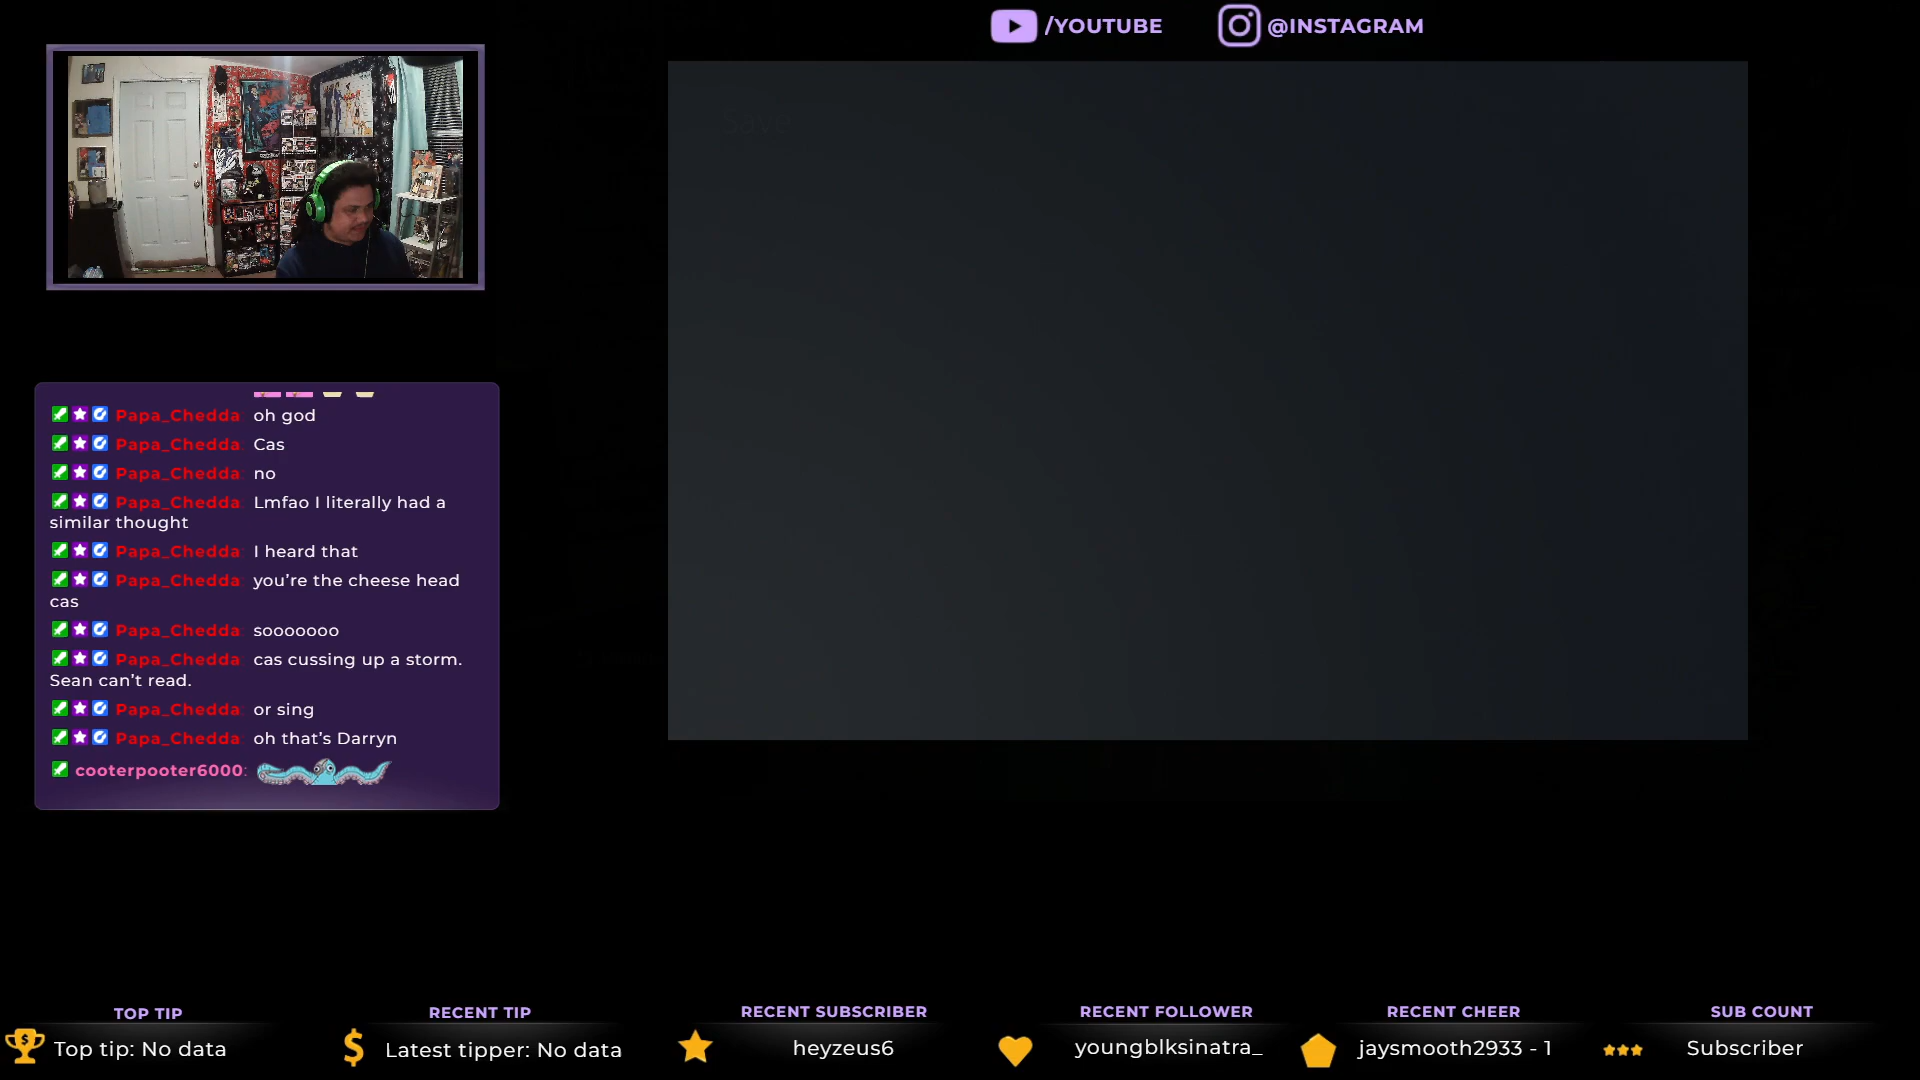 /YOUTUBE
@INSTAGRAM
Save
Papa_Chedda: oh god
Papa_Chedda: Cas
Papa_Chedda: no
Papa_Chedda: Lmfao I literally had a
similar thought
Papa_Chedda: I heard that
Papa_Chedda: you're the cheese head
cas
Papa_Chedda: sooooooo
Papa_Chedda: cas cussing up a storm.
Sean can't read.
Papa_Chedda: or sing
Papa_Chedda: oh that's Darryn
cooterpooter6000:
TOP TIP
Top tip: No data
RECENT TIP
Latest tipper: No data
RECENT SUBSCRIBER
heyzeus6
RECENT FOLLOWER
youngblksinatra_
RECENT CHEER
jaysmooth2933 - 1
SUB COUNT
Subscriber